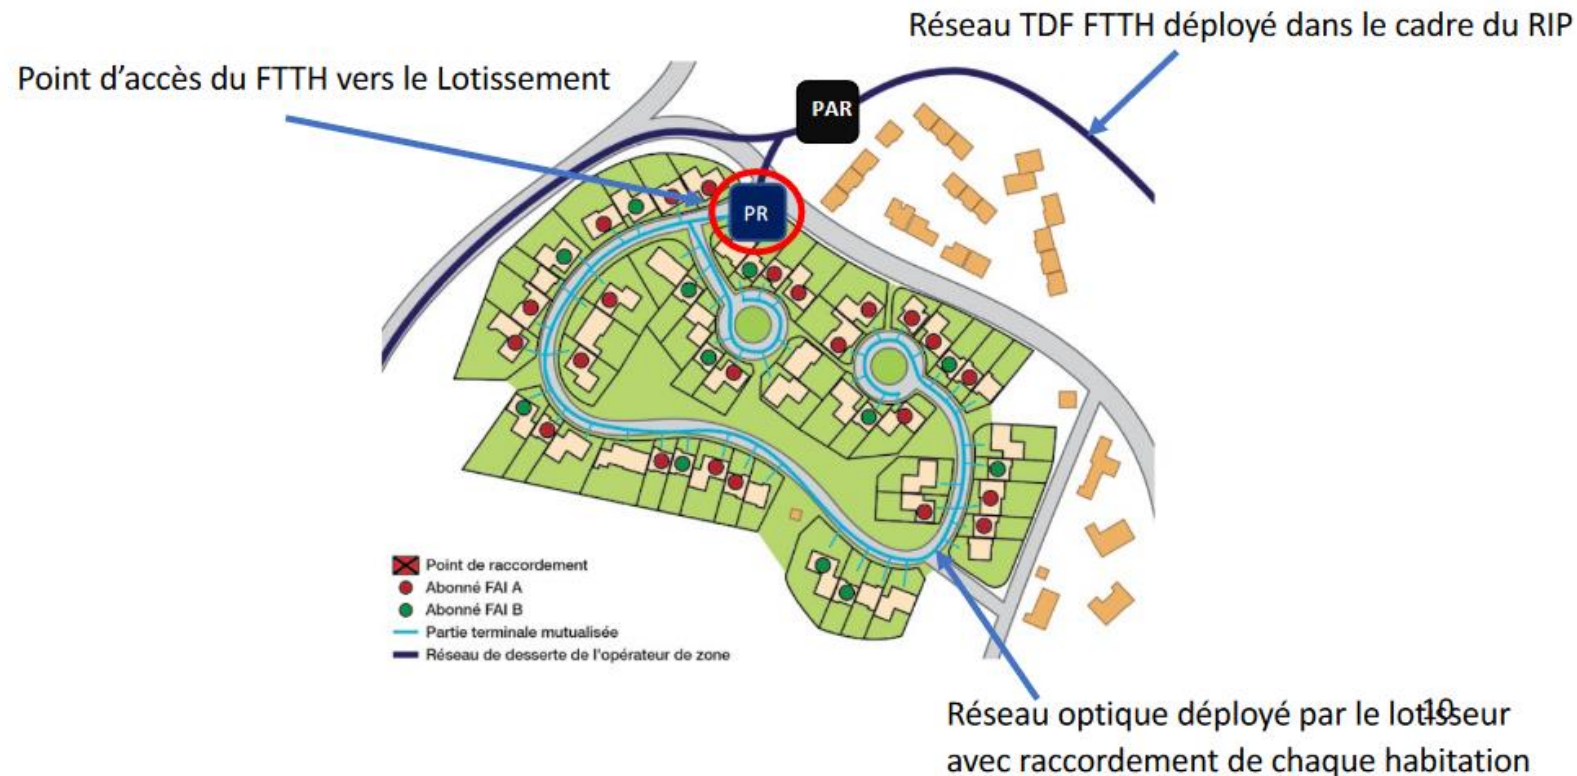 Réseau TDF FTTH déployé dans le cadre du RIP
Point d’accès du FTTH vers le Lotissement
PAR
PR
Point de raccordement
Abonné FAI A
Abonné FAI B
Partie terminale mutualisée
Réseau de desserte de l'opérateur de zone
Réseau optique déployé par le lotisseur
avec raccordement de chaque habitation
10